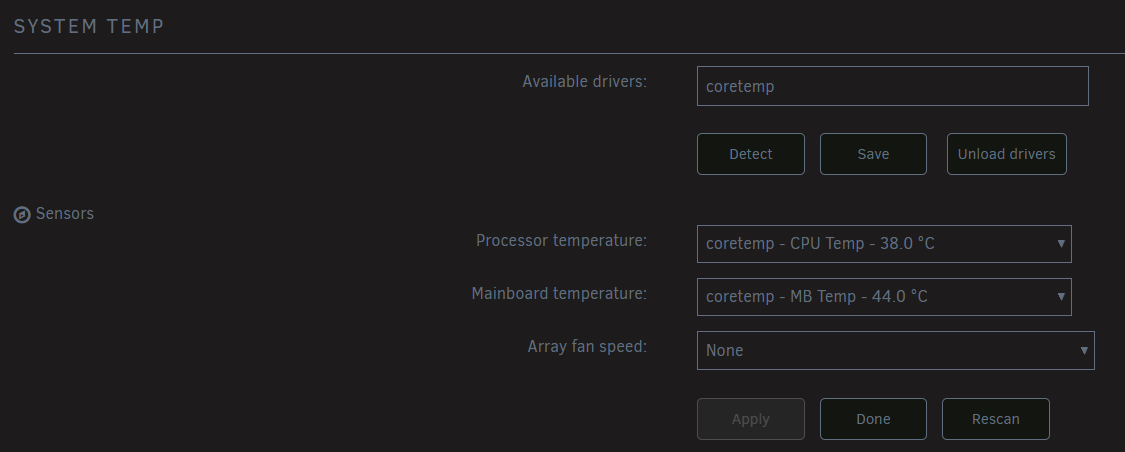 SYSTEM TEMP
Available drivers: coretemp
Detect Save Unload drivers
Sensors
Processor temperature: coretemp - CPU Temp - 38.0 °C
Mainboard temperature: coretemp - MB Temp - 44.0 °C
Array fan speed: None
Apply Done Rescan